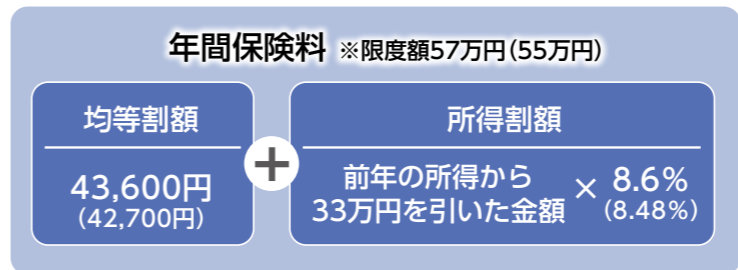 年間保険料 ※限度額57万円(55万円)
均等割額
43,600円
(42,700円)
+
所得割額
前年の所得から
33万円を引いた金額
× 8.6%
(8.48%)